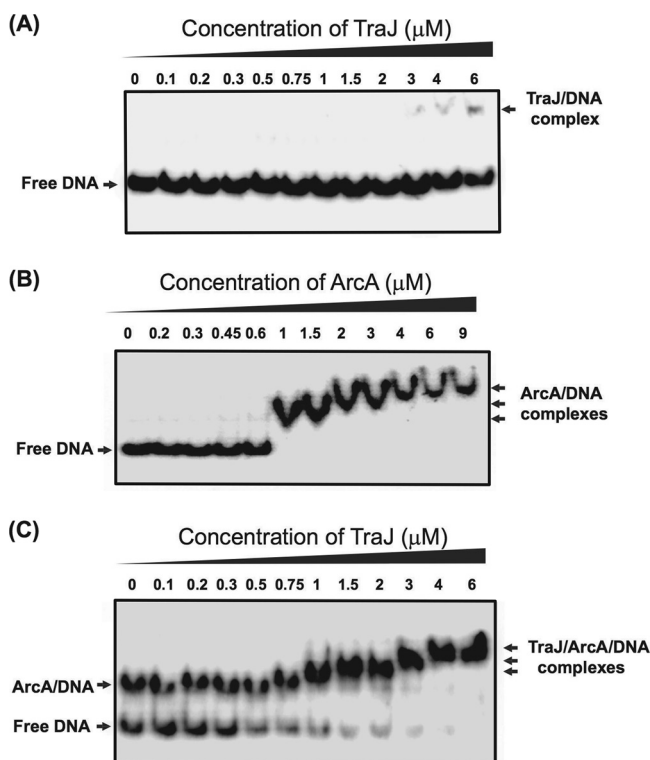 (A)
Concentration of TraJ (μM)
0 0.1 0.2 0.3 0.5 0.75 1 1.5 2 3 4 6
TraJ/DNA
complex
Free DNA
(B)
Concentration of ArcA (μM)
0 0.2 0.3 0.45 0.6 1 1.5 2 3 4 6 9
ArcA/DNA
complexes
Free DNA
(C)
Concentration of TraJ (μM)
0 0.1 0.2 0.3 0.5 0.75 1 1.5 2 3 4 6
TraJ/ArcA/DNA
complexes
ArcA/DNA
Free DNA